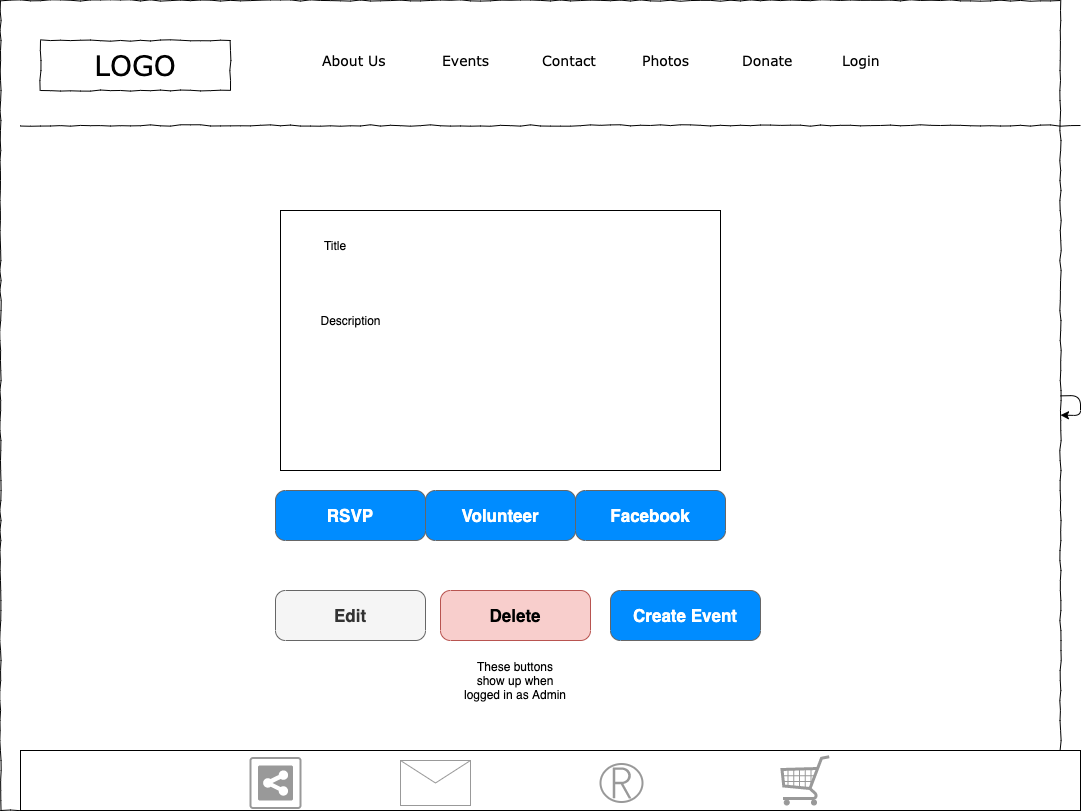 LOGO
About Us Events Contact Photos Donate Login
Title
Description
RSVP Volunteer Facebook
Edit Delete Create Event
These buttons
show up when
logged in as Admin
®